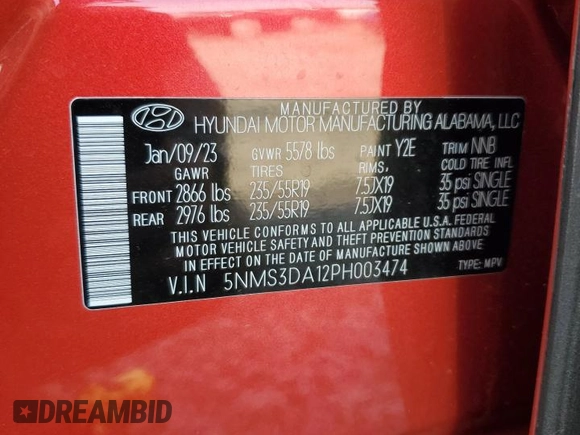 MANUFACTURED BY
HYUNDAI MOTOR MANUFACTURING ALABAMA, LLC
Jan/09/23 GVWR 5578 lbs PAINT Y2E TRIM NNB
GAWR TIRES RIMS. COLD TIRE INFL
FRONT 2866 lbs 235/55R19 7.5JX19 35 psi SINGLE
REAR 2976 lbs 235/55R19 7.5JX19 35 psi SINGLE
THIS VEHICLE CONFORMS TO ALL APPLICABLE U.S.A. FEDERAL
MOTOR VEHICLE SAFETY AND THEFT PREVENTION STANDARDS
IN EFFECT ON THE DATE OF MANUFACTURE SHOWN ABOVE
V.I.N 5NMS3DA12PH003474 TYPE: MPV
DREAMBID